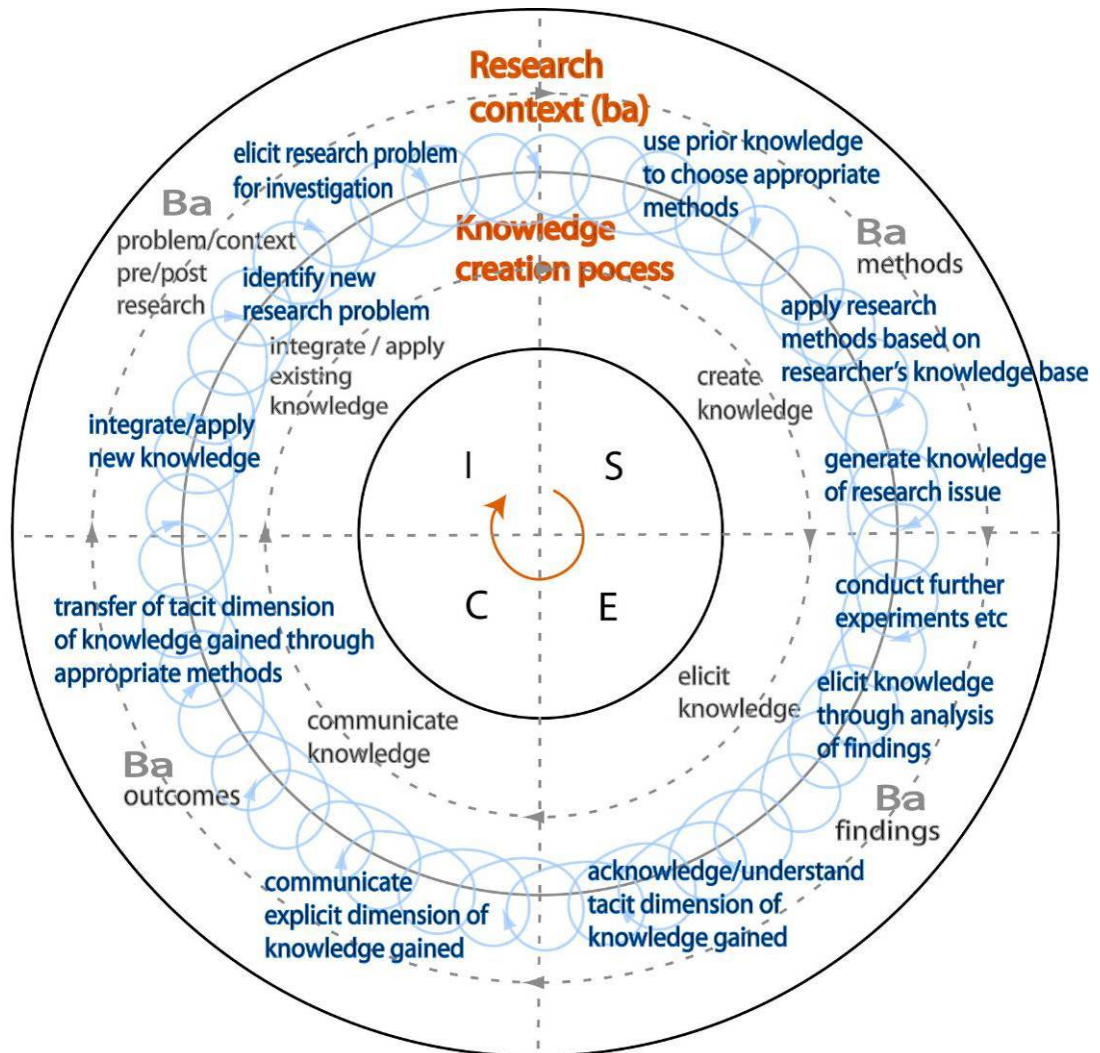 Research
context (ba)
elicit research problem
for investigation
use prior knowledge
to choose appropriate
methods
Ba
problem/context
pre/post
research
Knowledge
creation pocess
Ba
methods
identify new
research problem
integrate / apply
existing
knowledge
apply research
methods based on
researcher's knowledge base
create
knowledge
integrate/apply
new knowledge
generate knowledge
of research issue
I
S
C
E
conduct further
experiments etc
transfer of tacit dimension
of knowledge gained through
appropriate methods
elicit
knowledge
elicit knowledge
through analysis
of findings
communicate
knowledge
Ba
outcomes
Ba
findings
communicate
explicit dimension of
knowledge gained
acknowledge/understand
tacit dimension of
knowledge gained